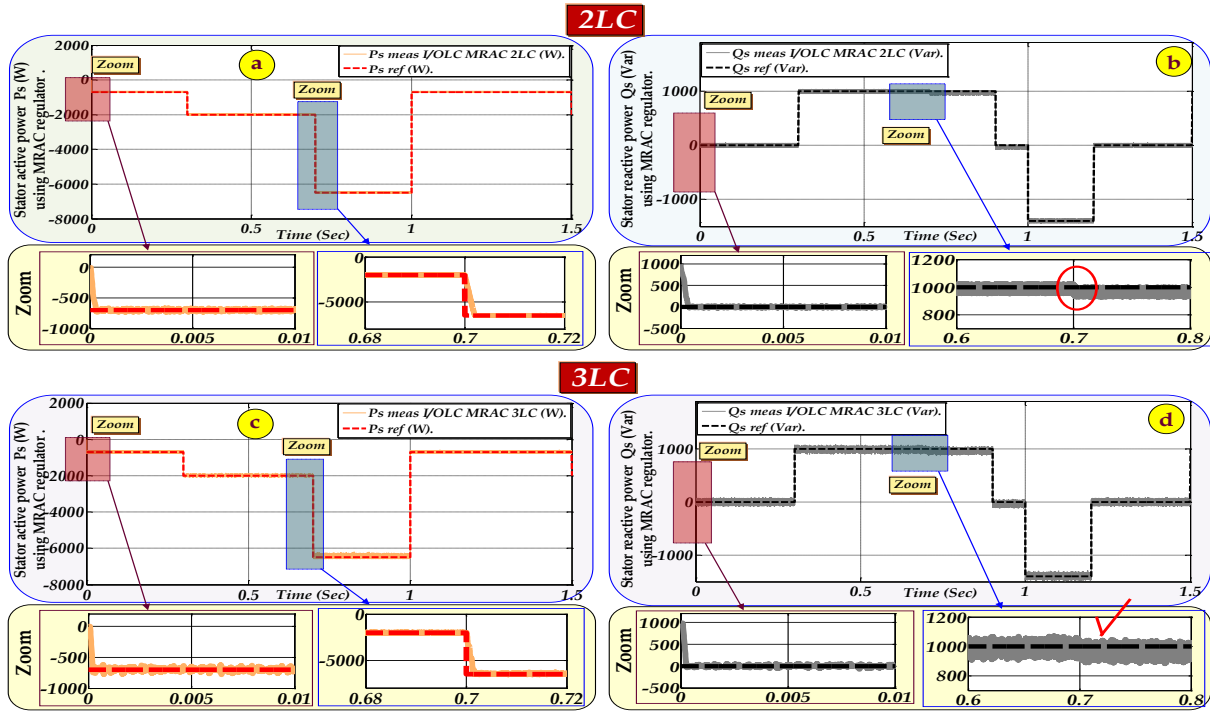 2LC
Stator active power Ps (W)
using MRAC regulator .
2000
0
-2000
-4000
-6000
-8000
0
0.5
1
1.5
Time (Sec)
Zoom
a
Zoom
Ps meas I/OLC MRAC 2LC (W).
Ps ref (W).
Stator reactive power Qs (Var)
using MRAC regulator.
1000
0
-1000
0
0.5
1
1.5
Time (Sec)
Zoom
Zoom
b
Qs meas I/OLC MRAC 2LC (Var).
Qs ref (Var).
Zoom
0
-500
-1000
0
0.005
0.01
0
-5000
0.68
0.7
0.72
Zoom
1000
500
0
-500
0
0.005
0.01
1200
1000
800
0.6
0.7
0.8
3LC
Stator active power Ps (W)
using MRAC regulator .
2000
0
-2000
-4000
-6000
-8000
0
0.5
1
1.5
Time (Sec)
Zoom
c
Zoom
Ps meas I/OLC MRAC 3LC (W).
Ps ref (W).
Stator reactive power Qs (Var)
using MRAC regulator.
1000
0
-1000
0
0.5
1
1.5
Time (Sec)
Zoom
Zoom
d
Qs meas I/OLC MRAC 3LC (Var).
Qs ref (Var).
Zoom
0
-500
-1000
0
0.005
0.01
-5000
0.68
0.7
0.72
Zoom
1000
500
0
-500
0
0.005
0.01
1200
1000
800
0.6
0.7
0.8